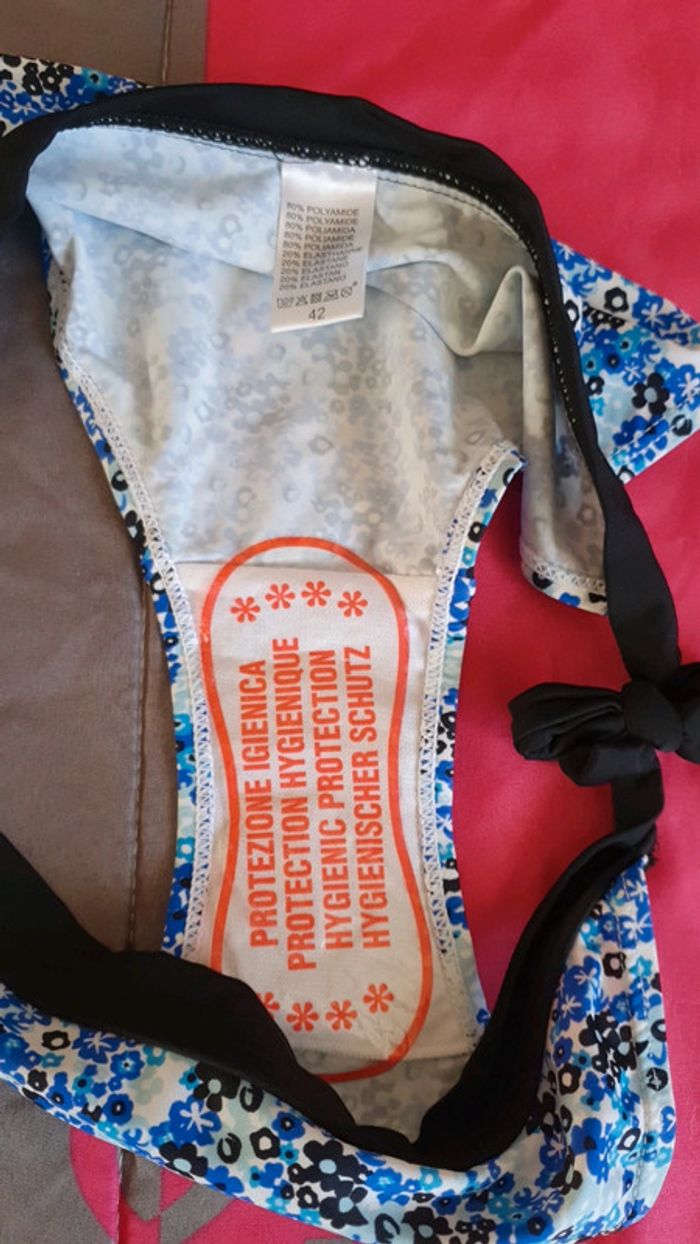 80% POLYAMIDE
80% POLYAMIDE
80% POLIAMIDA
80% POLIAMIDE
80% POLIAMIDA
20% ELASTHANNE
20% ELASTANE
20% ELASTANO
20% ELASTAN
20% ELASTANO
42
PROTEZIONE IGIENICA
PROTECTION HYGIENIQUE
HYGIENIC PROTECTION
HYGIENISCHER SCHUTZ